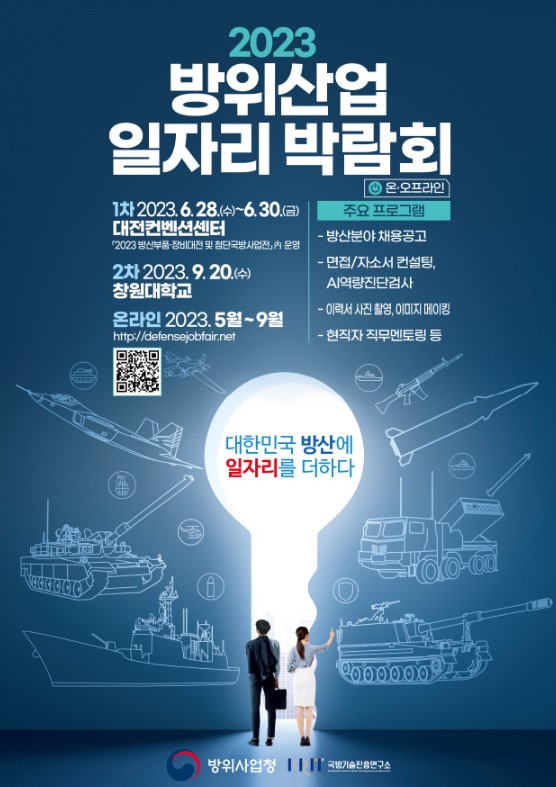 2023
방위산업
일자리 박람회
온·오프라인
1차 2023. 6. 28.(수)~6.30.(금)
대전컨벤션센터
「2023 방산부품·장비대전 및 첨단국방사업전」內 운영
2차 2023. 9. 20.(수)
창원대학교
온라인 2023. 5월~9월
http://defensejobfair.net
주요 프로그램
- 방산분야 채용공고
- 면접/자소서 컨설팅,
AI역량진단검사
- 이력서 사진 촬영, 이미지 메이킹
- 현직자 직무멘토링 등
대한민국 방산에
일자리를 더하다
방위사업청
국방기술진흥연구소